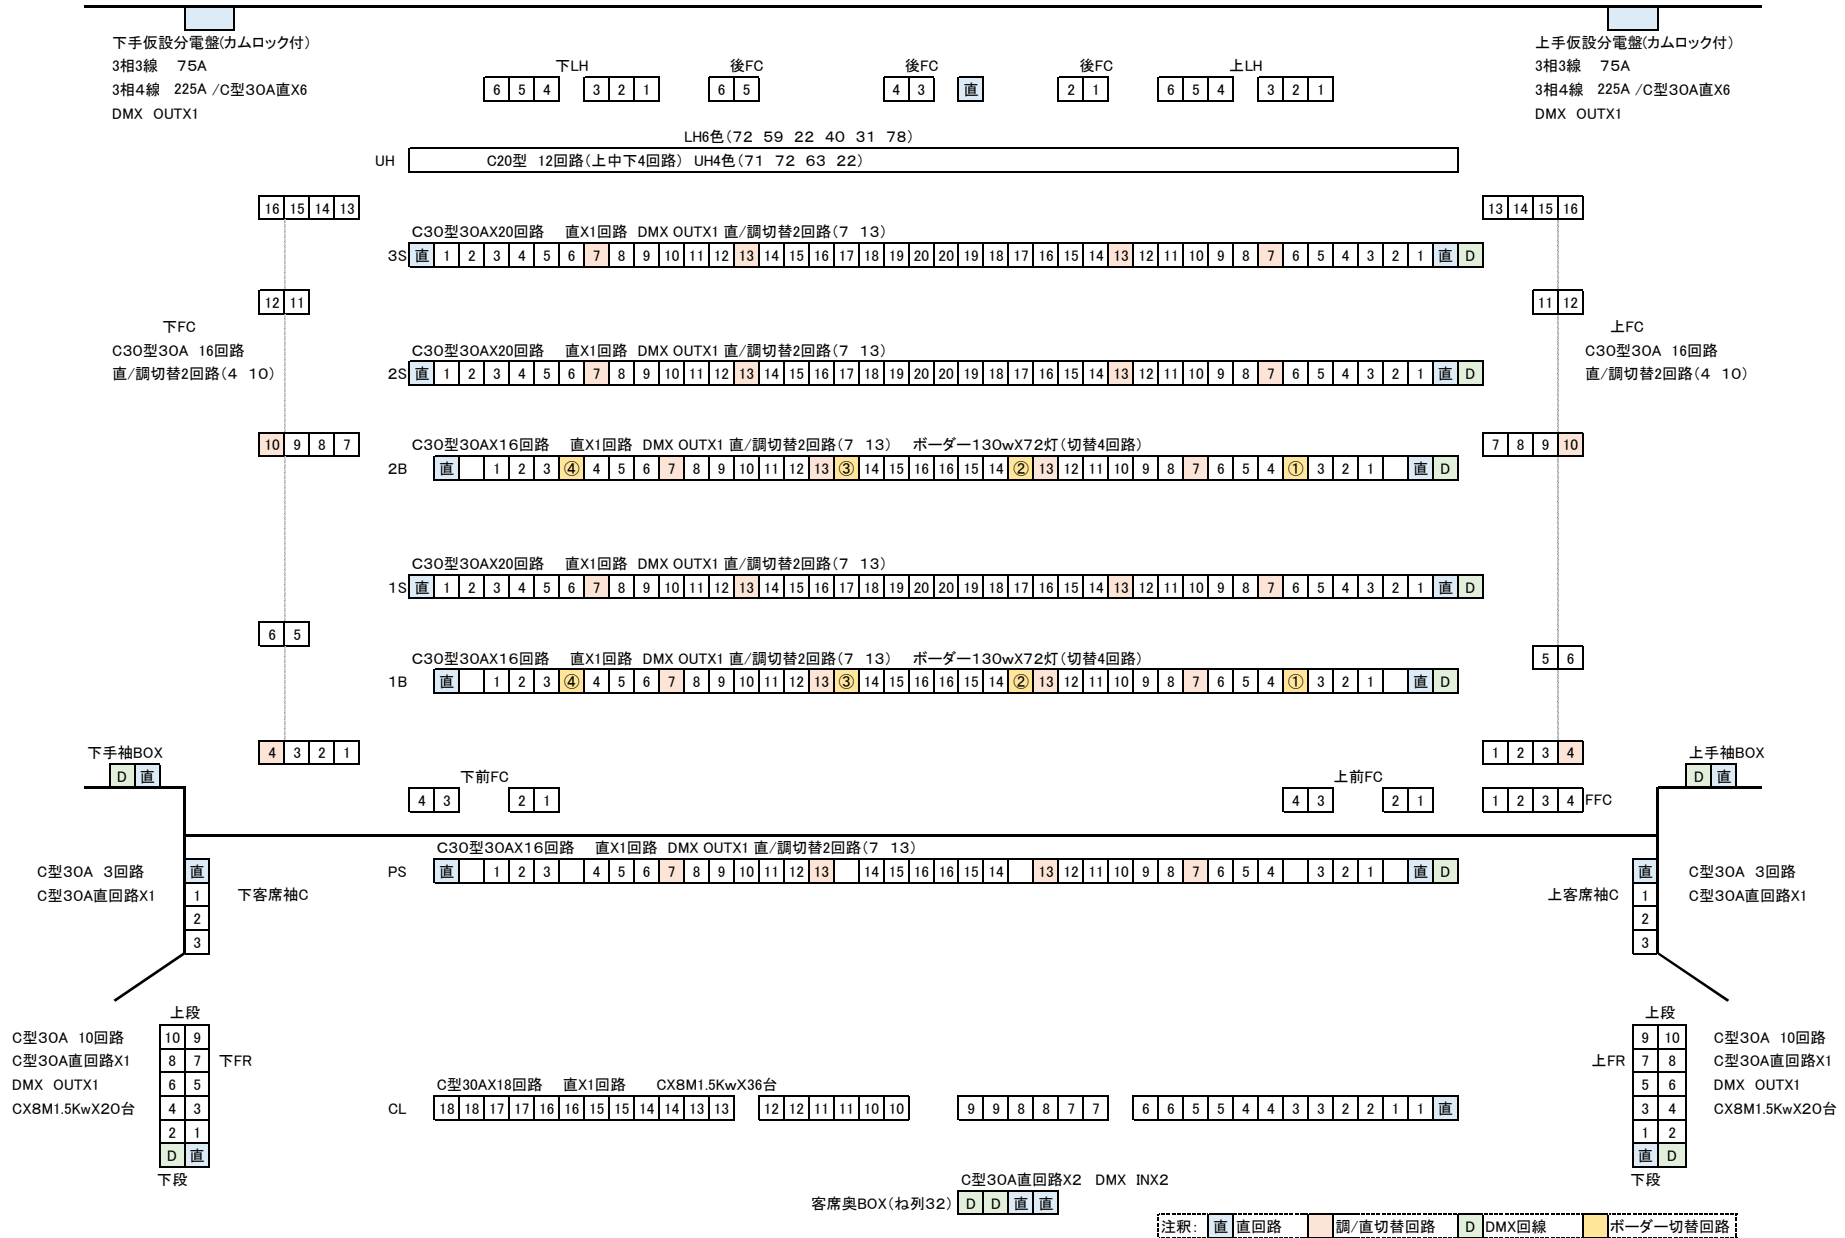 下手仮設分電盤(カムロック付)
3相3線 75A
3相4線 225A /C型30A直X6
DMX OUTX1
上手仮設分電盤(カムロック付)
3相3線 75A
3相4線 225A /C型30A直X6
DMX OUTX1
下LH
6 5 4 3 2 1
後FC
6 5
後FC
4 3 直
後FC
2 1
上LH
6 5 4 3 2 1
LH6色(72 59 22 40 31 78)
UH C20型 12回路(上中下4回路) UH4色(71 72 63 22)
16 15 14 13
13 14 15 16
C30型30AX20回路 直X1回路 DMX OUTX1 直/調切替2回路(7 13)
3S 直 1 2 3 4 5 6 7 8 9 10 11 12 13 14 15 16 17 18 19 20 20 19 18 17 16 15 14 13 12 11 10 9 8 7 6 5 4 3 2 1 直 D
12 11
11 12
下FC
C30型30A 16回路
直/調切替2回路(4 10)
上FC
C30型30A 16回路
直/調切替2回路(4 10)
C30型30AX20回路 直X1回路 DMX OUTX1 直/調切替2回路(7 13)
2S 直 1 2 3 4 5 6 7 8 9 10 11 12 13 14 15 16 17 18 19 20 20 19 18 17 16 15 14 13 12 11 10 9 8 7 6 5 4 3 2 1 直 D
10 9 8 7
7 8 9 10
C30型30AX16回路 直X1回路 DMX OUTX1 直/調切替2回路(7 13) ボーダー130wX72灯(切替4回路)
2B 直 1 2 3 ④ 4 5 6 7 8 9 10 11 12 13 ③ 14 15 16 16 15 14 ② 13 12 11 10 9 8 7 6 5 4 ① 3 2 1 直 D
C30型30AX20回路 直X1回路 DMX OUTX1 直/調切替2回路(7 13)
1S 直 1 2 3 4 5 6 7 8 9 10 11 12 13 14 15 16 17 18 19 20 20 19 18 17 16 15 14 13 12 11 10 9 8 7 6 5 4 3 2 1 直 D
6 5
5 6
C30型30AX16回路 直X1回路 DMX OUTX1 直/調切替2回路(7 13) ボーダー130wX72灯(切替4回路)
1B 直 1 2 3 ④ 4 5 6 7 8 9 10 11 12 13 ③ 14 15 16 16 15 14 ② 13 12 11 10 9 8 7 6 5 4 ① 3 2 1 直 D
4 3 2 1
1 2 3 4
下手袖BOX
D 直
上手袖BOX
D 直
下前FC
4 3 2 1
上前FC
4 3 2 1
1 2 3 4 FFC
C30型30AX16回路 直X1回路 DMX OUTX1 直/調切替2回路(7 13)
PS 直 1 2 3 4 5 6 7 8 9 10 11 12 13 14 15 16 16 15 14 13 12 11 10 9 8 7 6 5 4 3 2 1 直 D
C型30A 3回路
C型30A直回路X1
直
1
2
3
下客席袖C
上客席袖C
直
1
2
3
C型30A 3回路
C型30A直回路X1
上段
C型30A 10回路
C型30A直回路X1
DMX OUTX1
CX8M1.5KwX20台
10 9
8 7
6 5
4 3
2 1
D 直
下段
下FR
C型30AX18回路 直X1回路 CX8M1.5KwX36台
CL 18 18 17 17 16 16 15 15 14 14 13 13 12 12 11 11 10 10 9 9 8 8 7 7 6 6 5 5 4 4 3 3 2 2 1 1 直
上段
上FR
9 10
7 8
5 6
3 4
1 2
直 D
下段
C型30A 10回路
C型30A直回路X1
DMX OUTX1
CX8M1.5KwX20台
C型30A直回路X2 DMX INX2
客席奥BOX(ね列32) D D 直 直
注釈: 直 直回路 調/直切替回路 D DMX回線 ボーダー切替回路